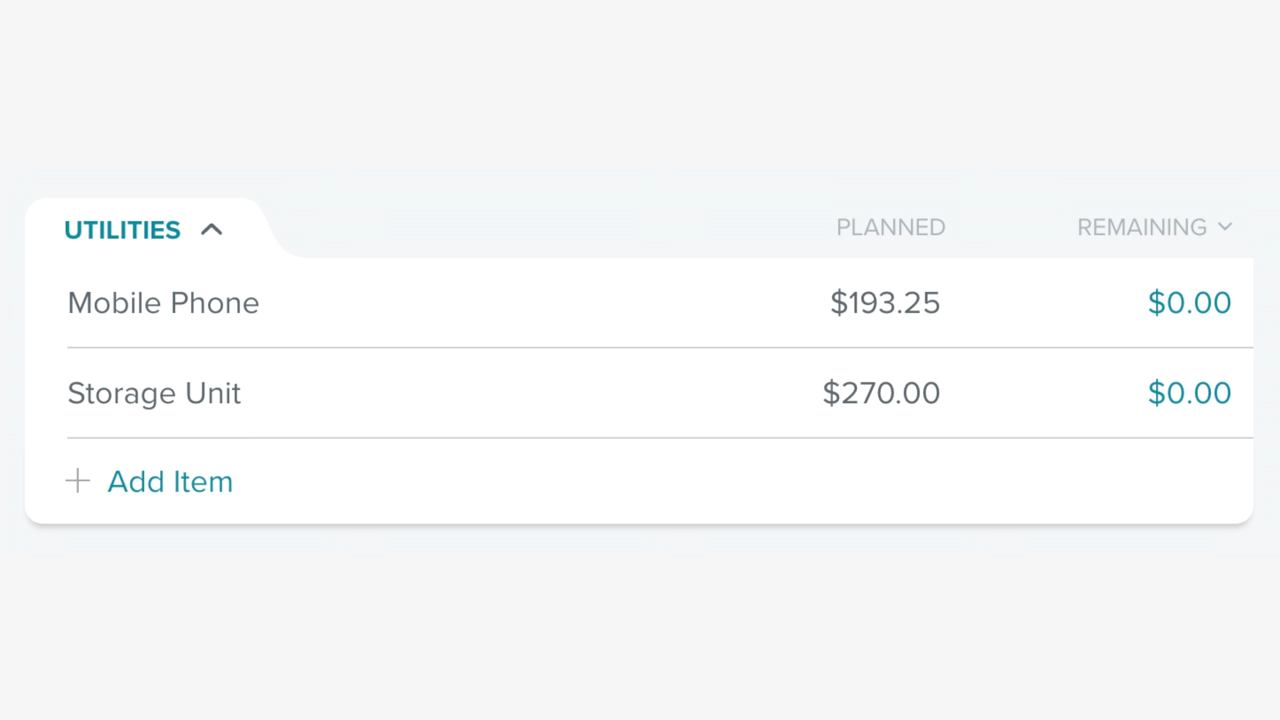 UTILITIES PLANNED REMAINING
Mobile Phone $193.25 $0.00
Storage Unit $270.00 $0.00
+ Add Item